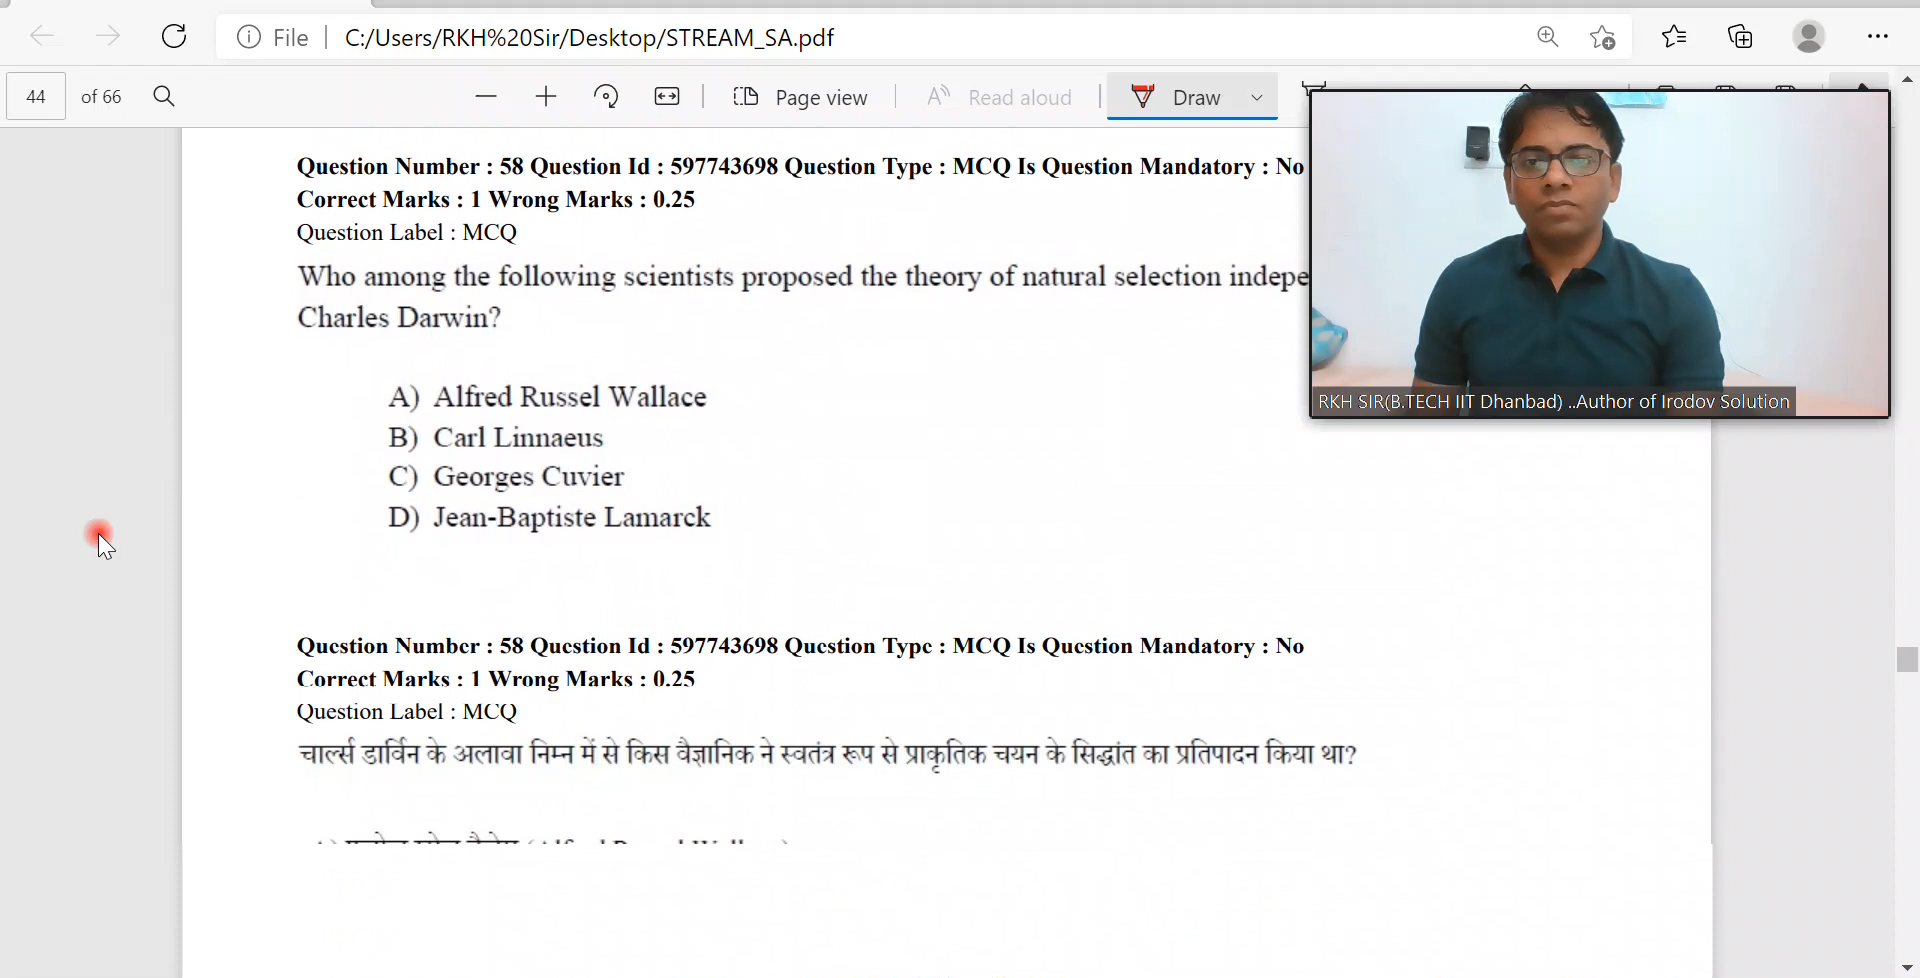 File C:/Users/RKH%20Sir/Desktop/STREAM_SA.pdf
44 of 66 Page view Read aloud Draw
Question Number : 58 Question Id : 597743698 Question Type : MCQ Is Question Mandatory : No
Correct Marks : 1 Wrong Marks : 0.25
Question Label : MCQ
Who among the following scientists proposed the theory of natural selection indepe
Charles Darwin?
A) Alfred Russel Wallace
RKH SIR(B.TECH IIT Dhanbad) ..Author of Irodov Solution
B) Carl Linnaeus
C) Georges Cuvier
D) Jean-Baptiste Lamarck
Question Number : 58 Question Id : 597743698 Question Type : MCQ Is Question Mandatory : No
Correct Marks : 1 Wrong Marks : 0.25
Question Label : MCQ
चार्ल्स डार्विन के अलावा निम्न में से किस वैज्ञानिक ने स्वतंत्र रूप से प्राकृतिक चयन के सिद्धांत का प्रतिपादन किया था?